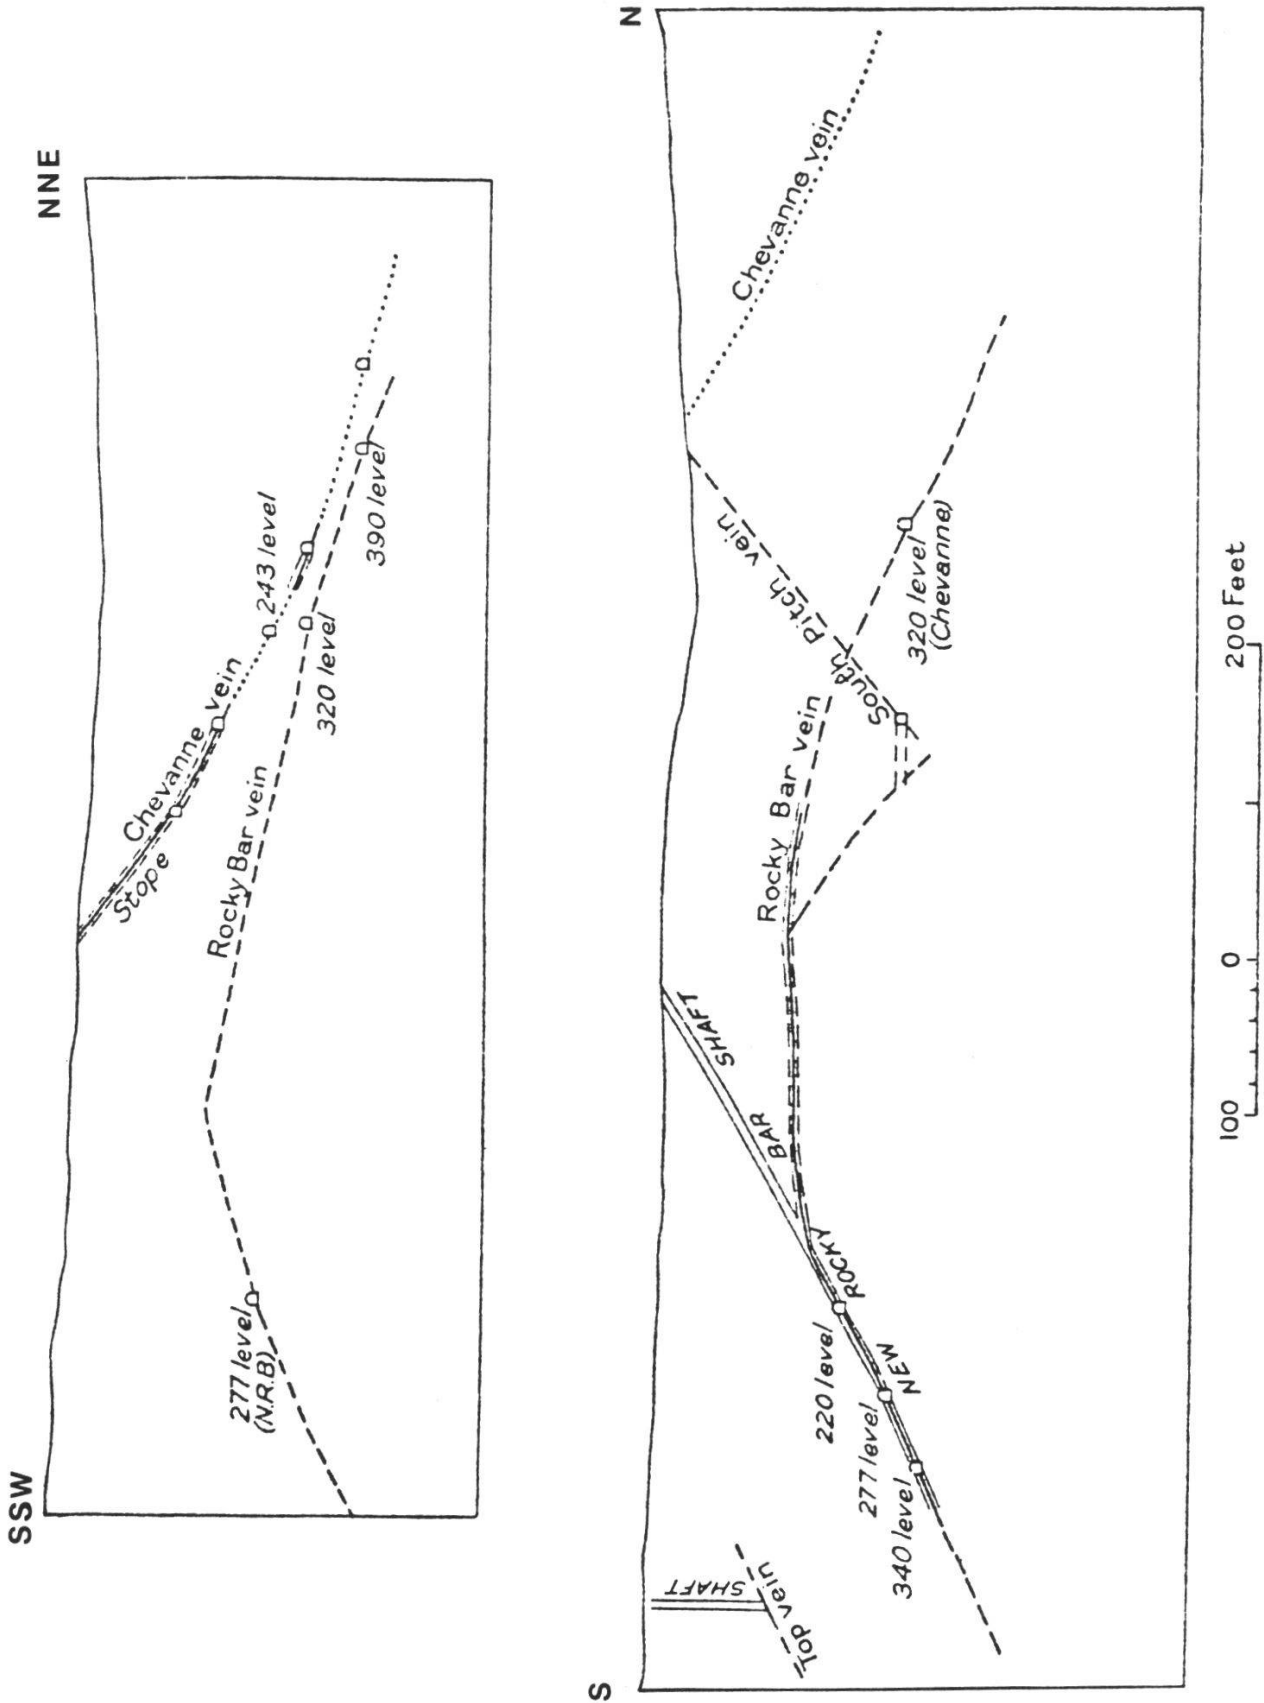 SSW
NNE
277 level
(N.R.B)
Rocky Bar vein
Stope
Chevanne vein
243 level
320 level
390 level
S
N
SHAFT
Top vein
NEW ROCKY BAR SHAFT
220 level
277 level
340 level
Rocky Bar vein
South Pitch vein
320 level
(Chevanne)
Chevanne vein
100 0 200 Feet